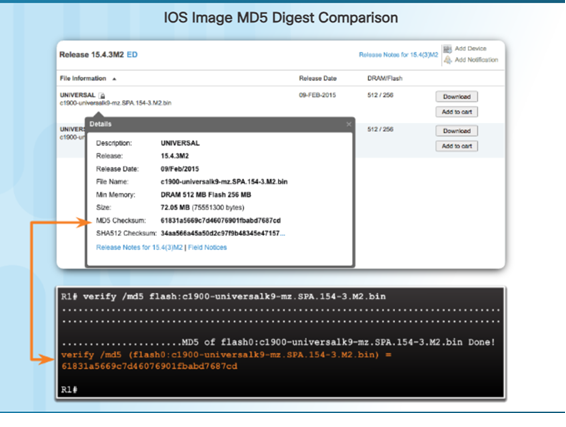 IOS Image MD5 Digest Comparison
Release 15.4.3M2 ED
Release Notes for 15.4(3)M2
Add Device
Add Notification
File Information
Release Date
DRAM/Flash
UNIVERSAL
c1900-universalk9-mz.SPA.154-3.M2.bin
09-FEB-2015
512 / 256
Download
Add to cart
UNIVER
c1900-u
512 / 256
Download
Add to cart
Details
Description: UNIVERSAL
Release: 15.4.3M2
Release Date: 09/Feb/2015
File Name: c1900-universalk9-mz.SPA.154-3.M2.bin
Min Memory: DRAM 512 MB Flash 256 MB
Size: 72.05 MB (75551300 bytes)
MD5 Checksum: 61831a5669c7d46076901fbabd7687cd
SHA512 Checksum: 34aa566a45a50d2c97f9b48345e47157...
Release Notes for 15.4(3)M2 | Field Notices
R1# verify /md5 flash:c1900-universalk9-mz.SPA.154-3.M2.bin
.....................MD5 of flash0:c1900-universalk9-mz.SPA.154-3.M2.bin Done!
verify /md5 (flash0:c1900-universalk9-mz.SPA.154-3.M2.bin) =
61831a5669c7d46076901fbabd7687cd
R1#